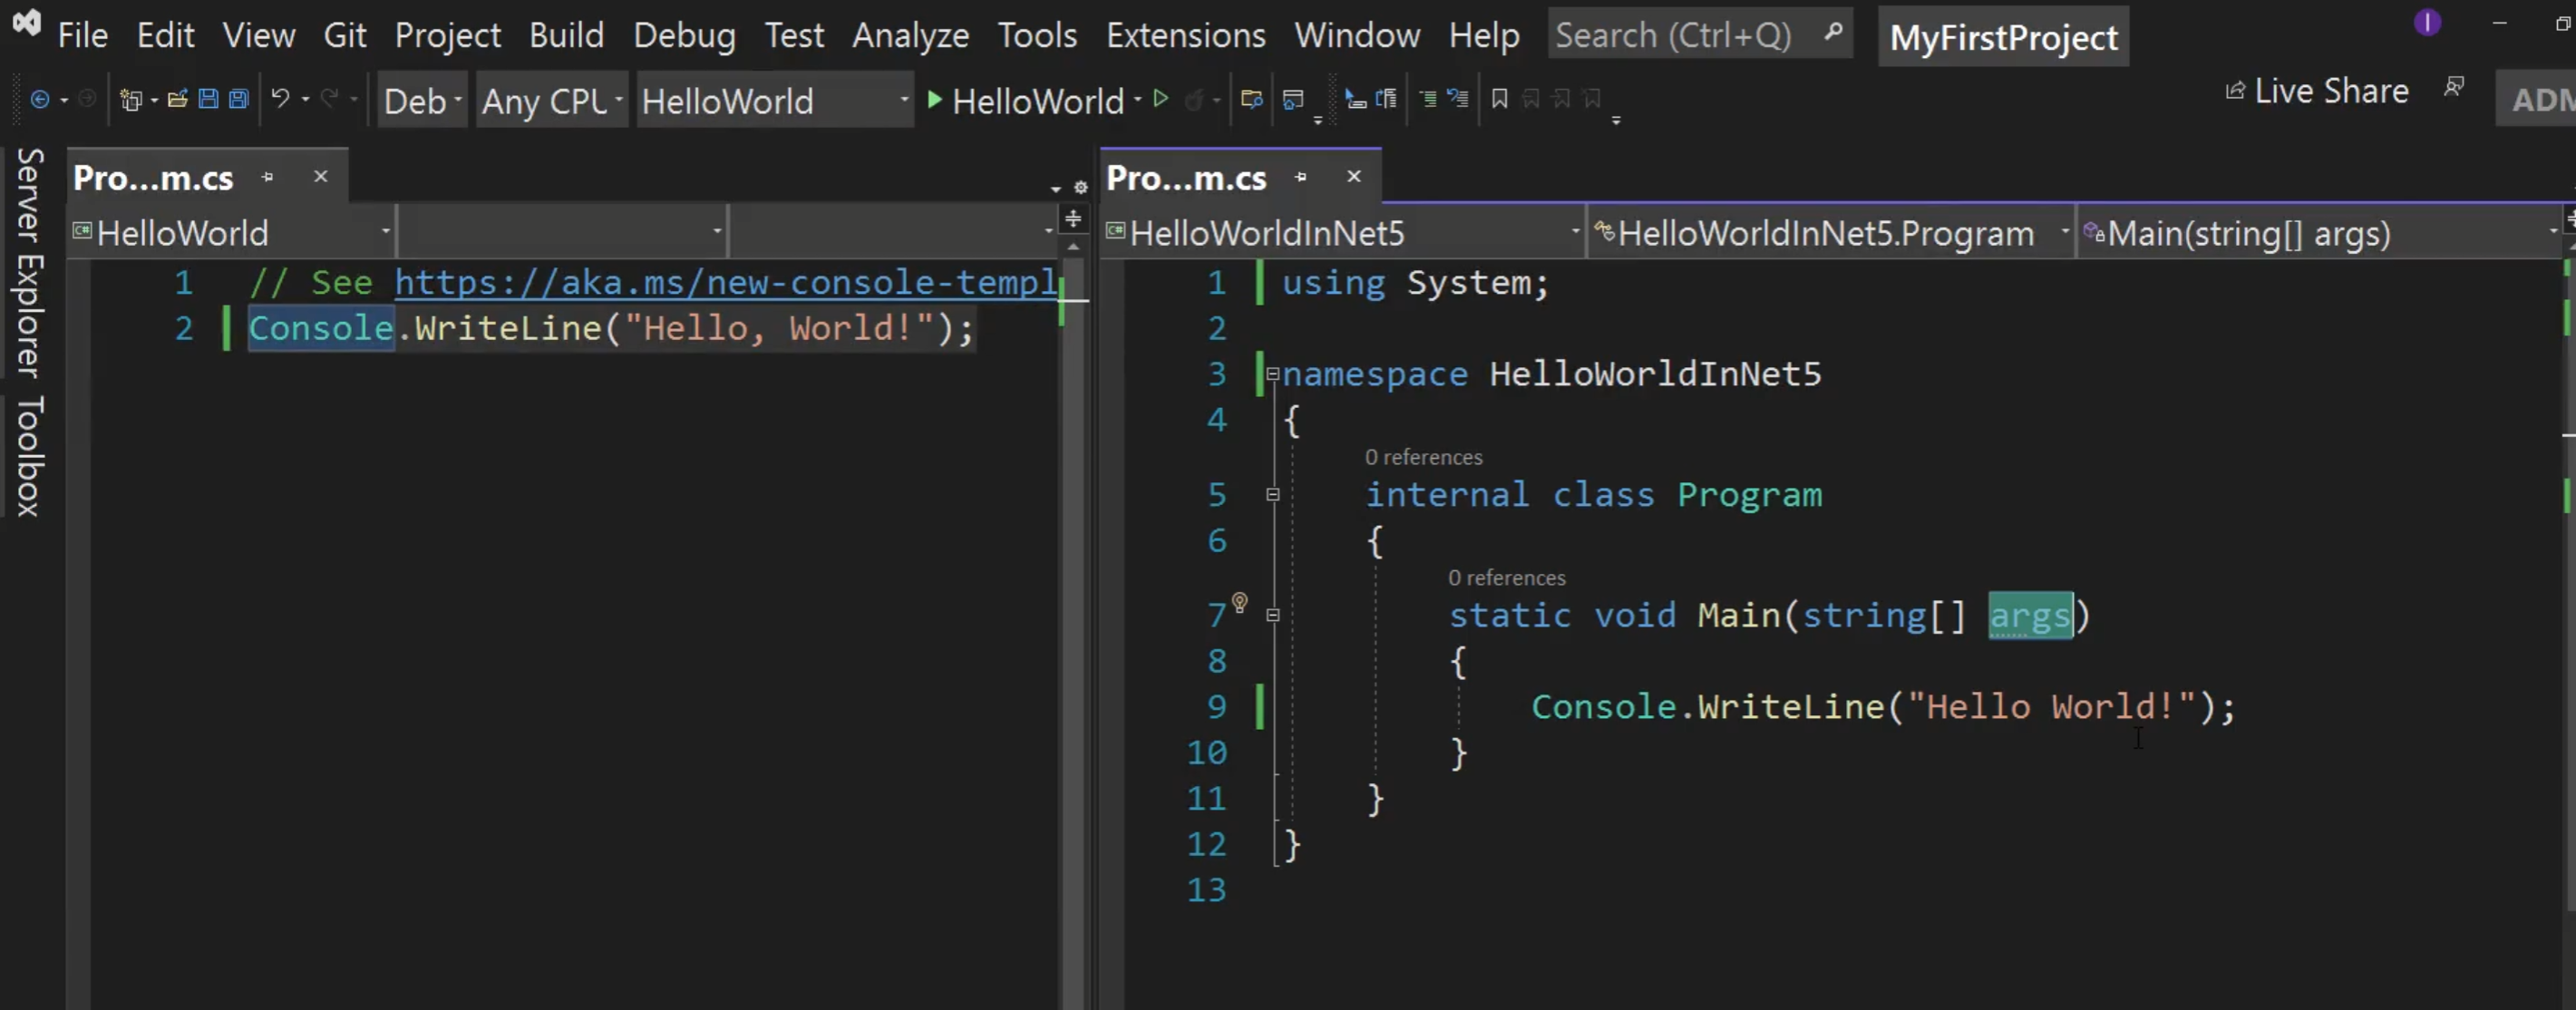 File Edit View Git Project Build Debug Test Analyze Tools Extensions Window Help Search (Ctrl+Q) MyFirstProject
Deb Any CPU HelloWorld HelloWorld Live Share ADM
Server Explorer
Toolbox
Pro...m.cs
HelloWorld
1 // See https://aka.ms/new-console-templ
2 Console.WriteLine("Hello, World!");
Pro...m.cs
HelloWorldInNet5 HelloWorldInNet5.Program Main(string[] args)
1 using System;
2
3 namespace HelloWorldInNet5
4 {
0 references
5 internal class Program
6 {
0 references
7 static void Main(string[] args)
8 {
9 Console.WriteLine("Hello World!");
10 }
11 }
12 }
13